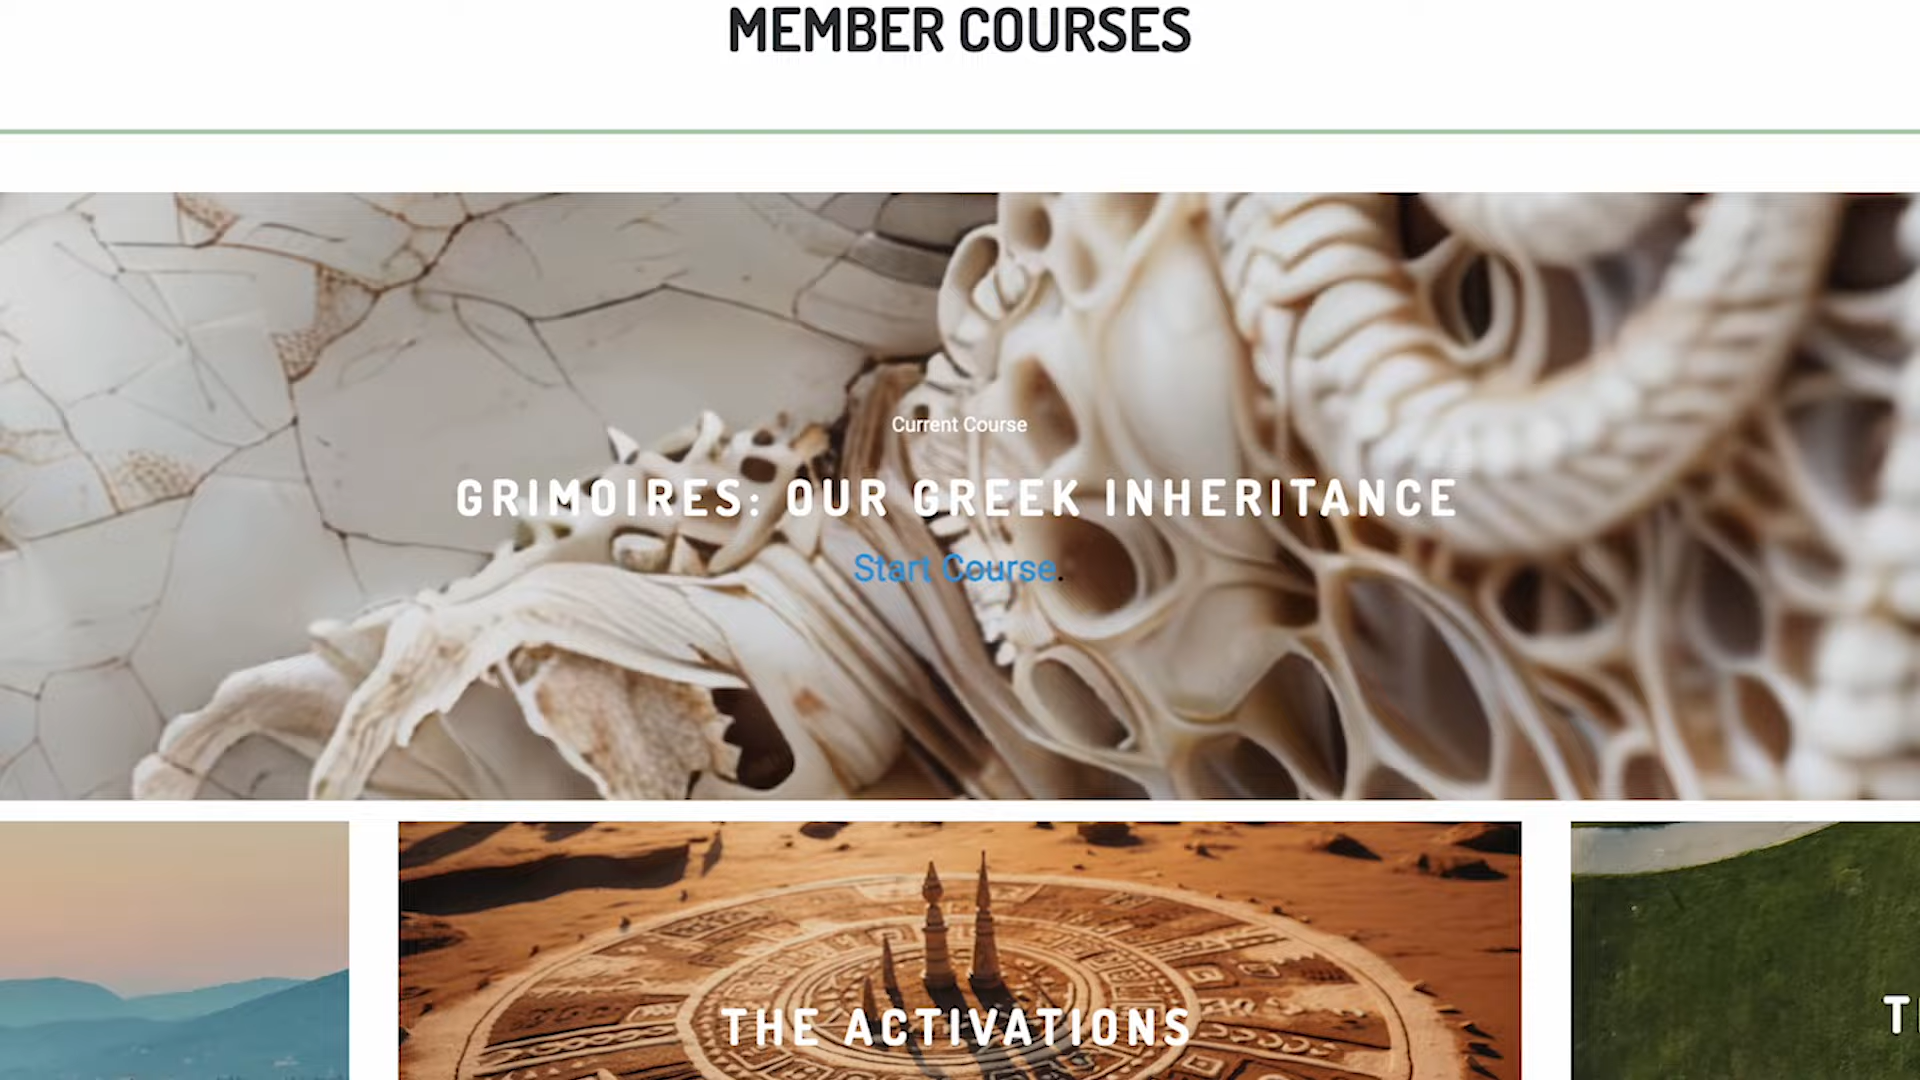 MEMBER COURSES
Current Course
GRIMOIRES: OUR GREEK INHERITANCE
Start Course.
THE ACTIVATIONS